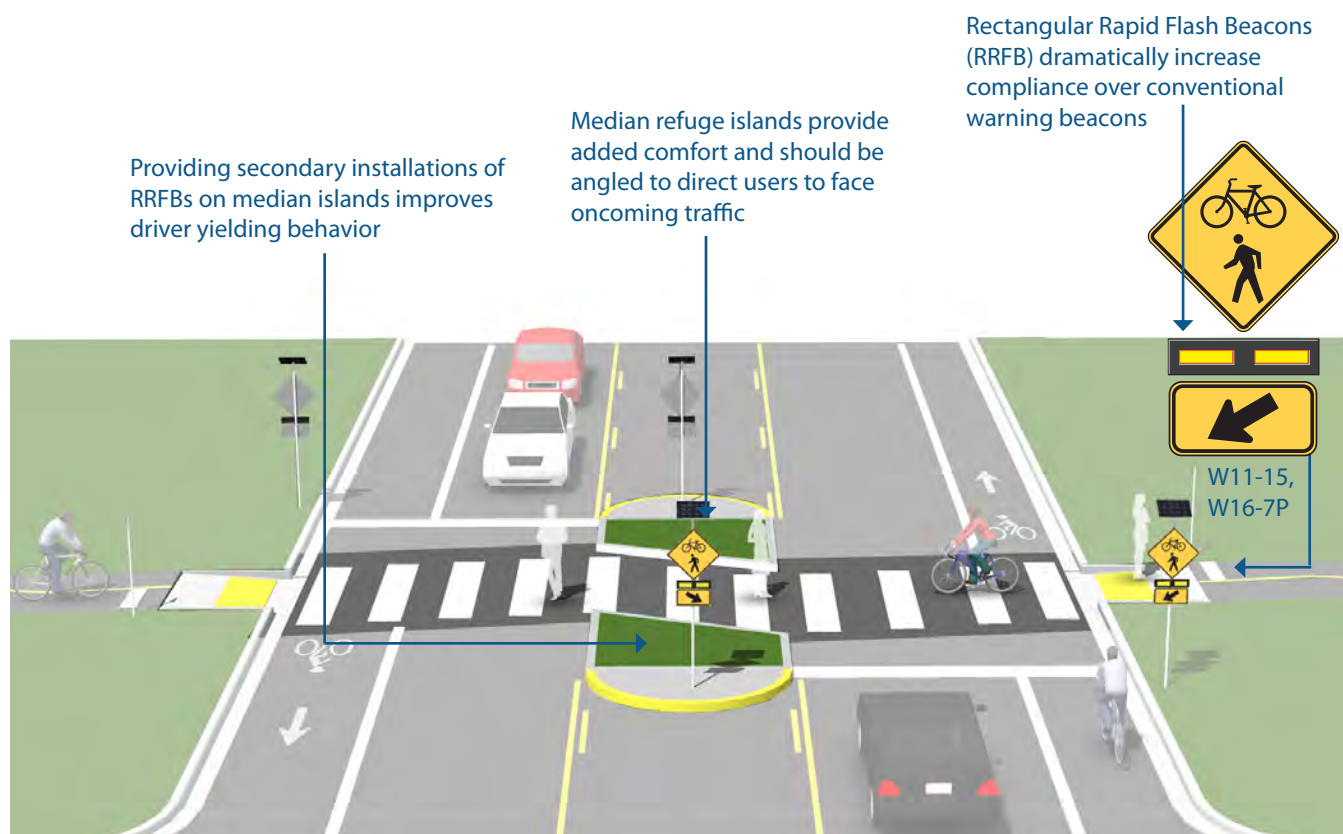 Rectangular Rapid Flash Beacons
(RRFB) dramatically increase
compliance over conventional
warning beacons
Median refuge islands provide
added comfort and should be
angled to direct users to face
oncoming traffic
Providing secondary installations of
RRFBs on median islands improves
driver yielding behavior
W11-15,
W16-7P